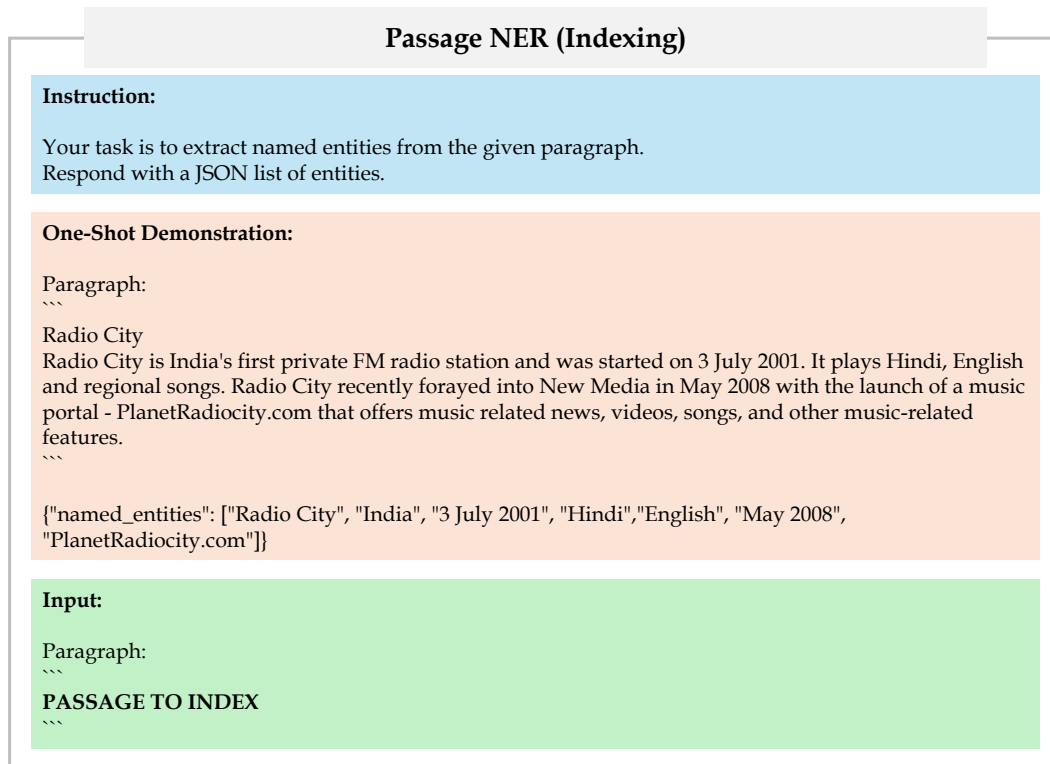 Passage NER (Indexing)
Instruction:
Your task is to extract named entities from the given paragraph.
Respond with a JSON list of entities.
One-Shot Demonstration:
Paragraph:
```
Radio City
Radio City is India's first private FM radio station and was started on 3 July 2001. It plays Hindi, English
and regional songs. Radio City recently forayed into New Media in May 2008 with the launch of a music
portal - PlanetRadiocity.com that offers music related news, videos, songs, and other music-related
features.
```
{"named_entities": ["Radio City", "India", "3 July 2001", "Hindi","English", "May 2008",
"PlanetRadiocity.com"]}
Input:
Paragraph:
```
PASSAGE TO INDEX
```